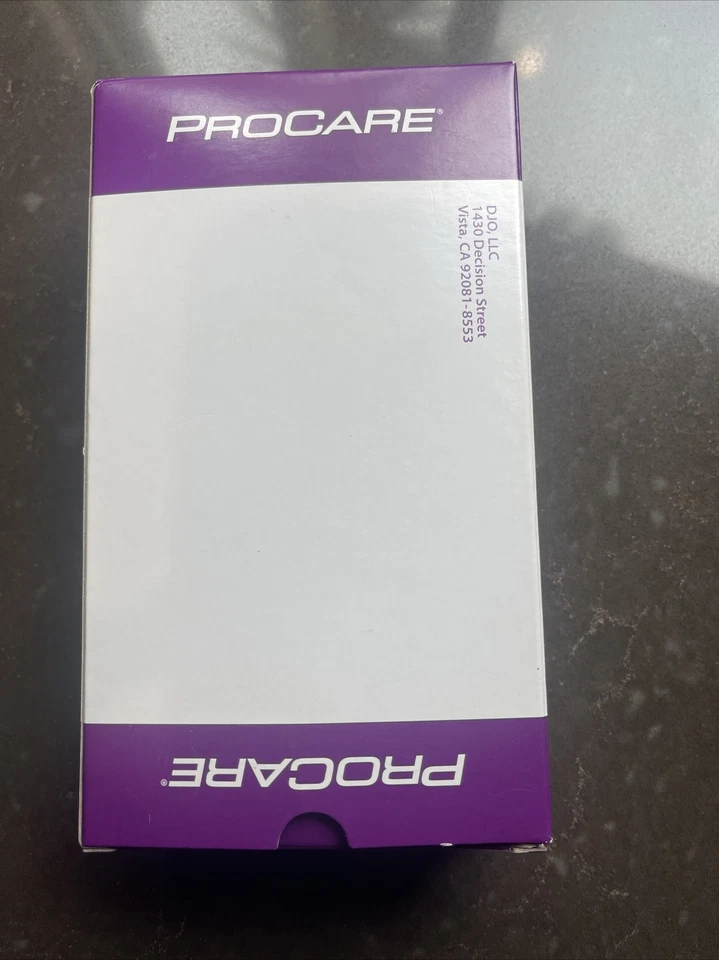 PROCARE®
DJO, LLC
1430 Decision Street
Vista, CA 92081-8553
PROCARE®